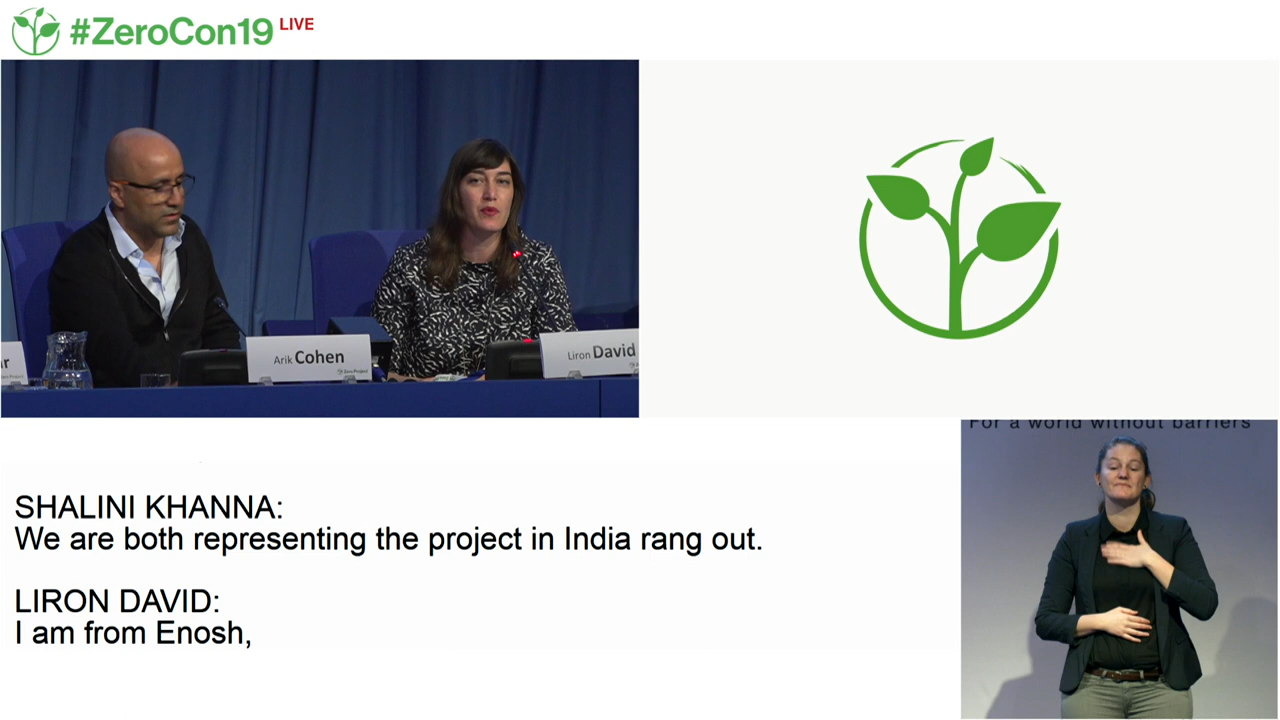 #ZeroCon19 LIVE
Arik Cohen
Liron David
For a world without barriers
SHALINI KHANNA:
We are both representing the project in India rang out.
LIRON DAVID:
I am from Enosh,